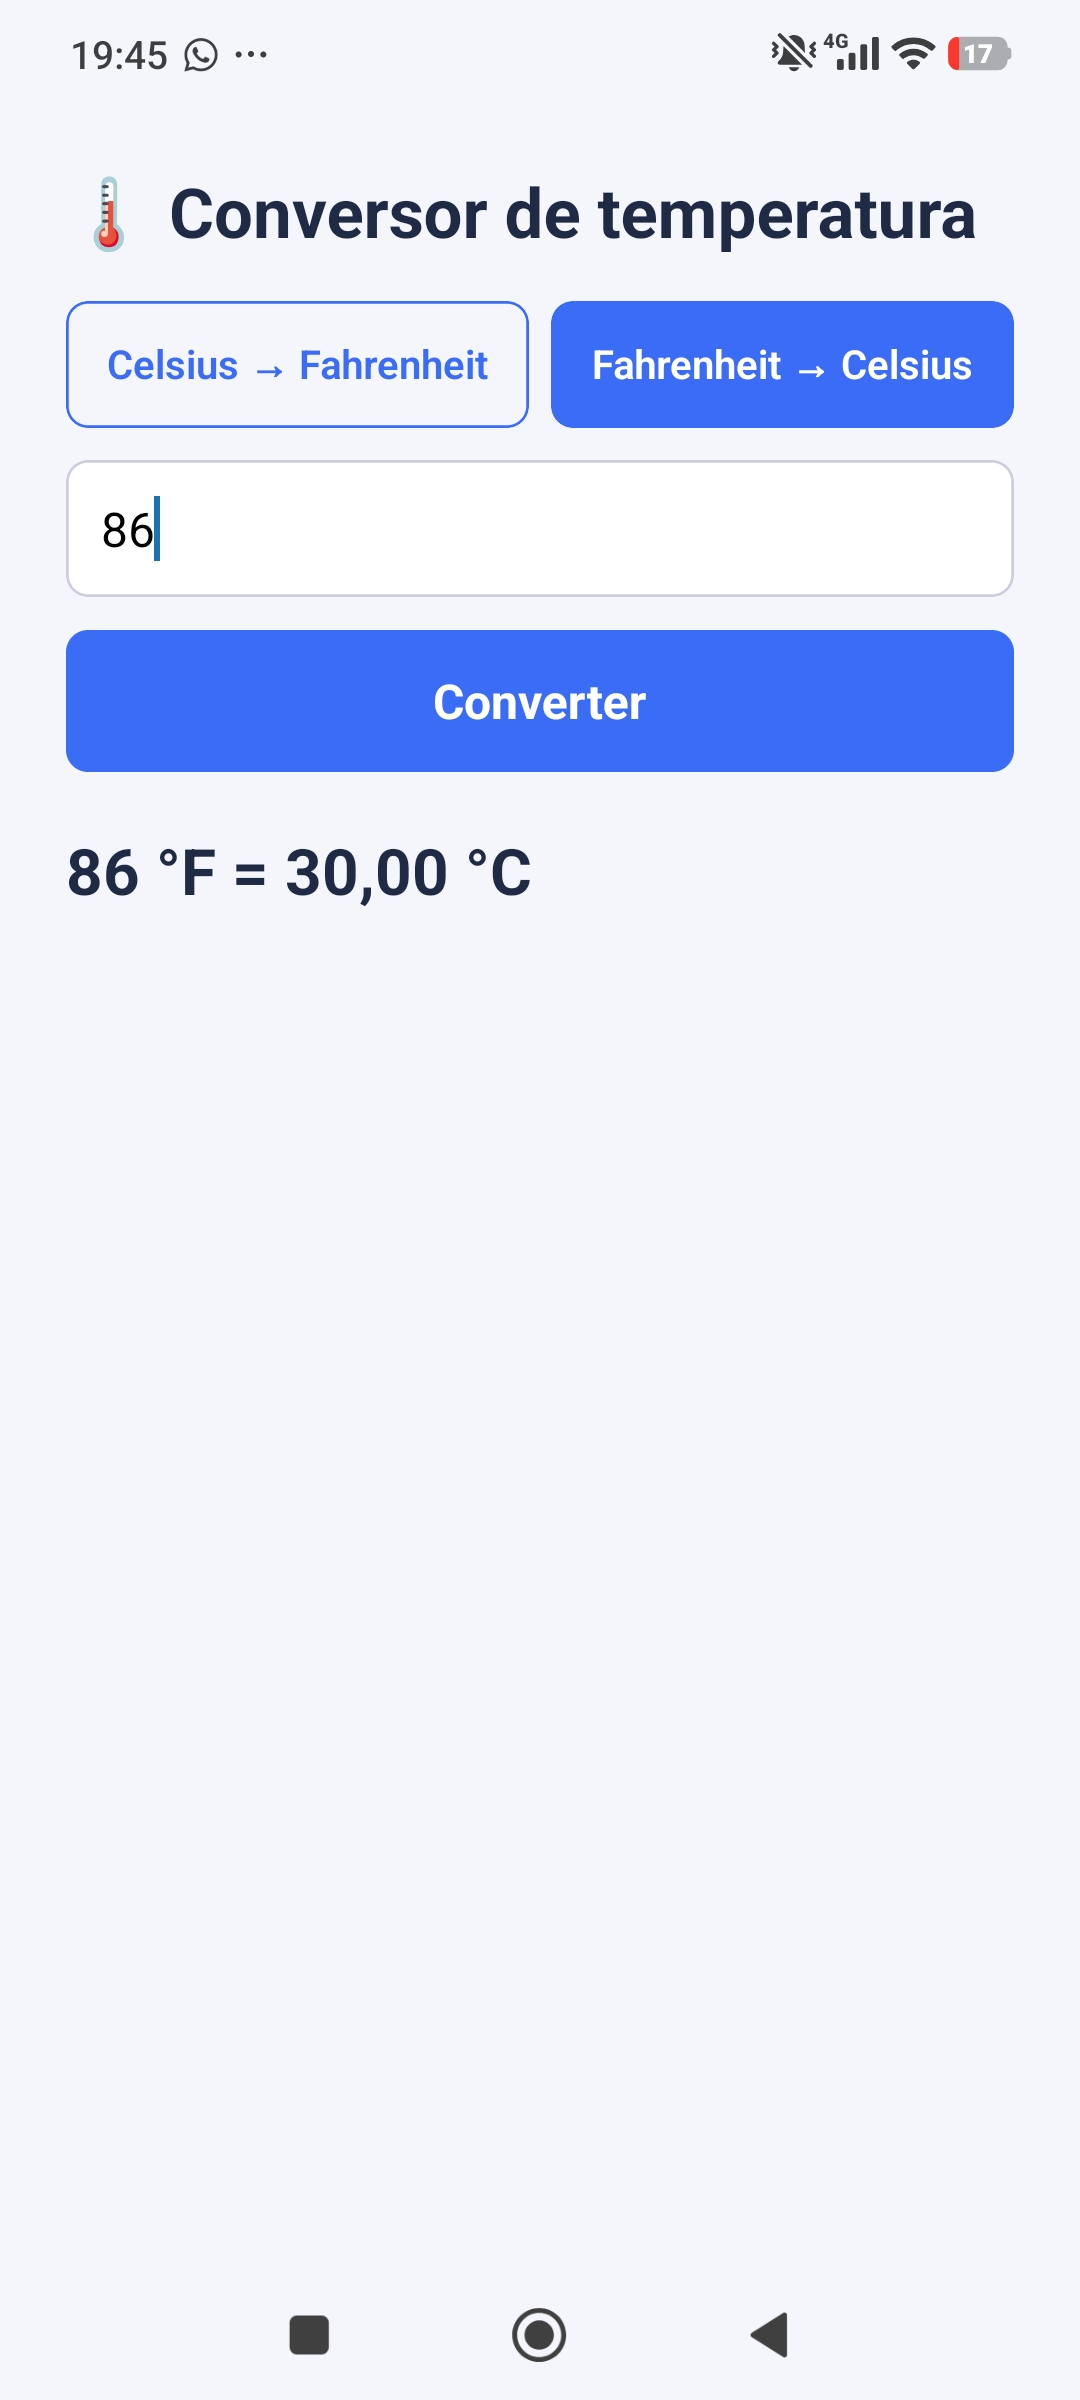 19:45 ... 4G 17
🌡️ Conversor de temperatura
Celsius → Fahrenheit Fahrenheit → Celsius
86
Converter
86 °F = 30,00 °C